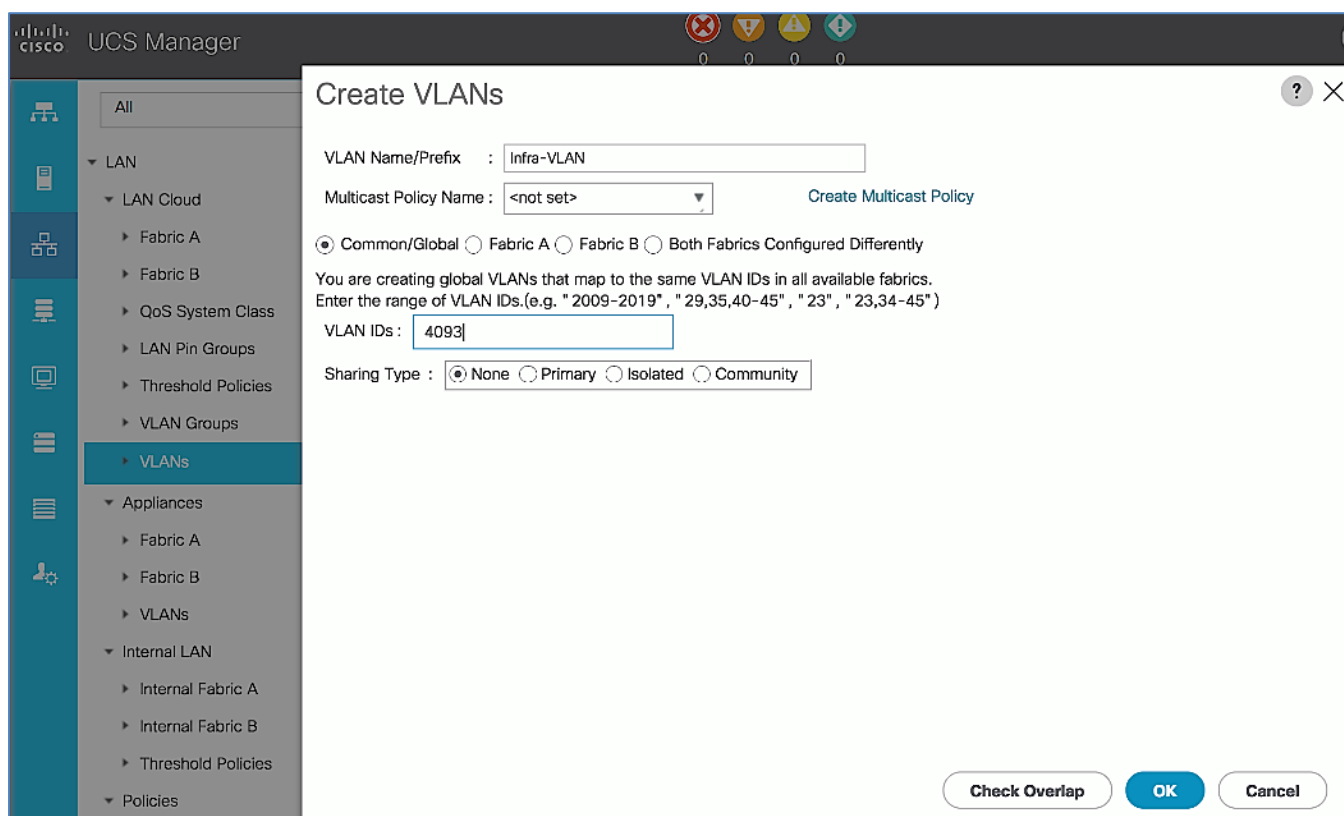 cisco UCS Manager
0 0 0 0
All
LAN
LAN Cloud
Fabric A
Fabric B
QoS System Class
LAN Pin Groups
Threshold Policies
VLAN Groups
VLANs
Appliances
Fabric A
Fabric B
VLANs
Internal LAN
Internal Fabric A
Internal Fabric B
Threshold Policies
Policies
Create VLANs ?
VLAN Name/Prefix : Infra-VLAN
Multicast Policy Name : <not set> Create Multicast Policy
Common/Global Fabric A Fabric B Both Fabrics Configured Differently
You are creating global VLANs that map to the same VLAN IDs in all available fabrics.
Enter the range of VLAN IDs.(e.g. "2009-2019", "29,35,40-45", "23", "23,34-45")
VLAN IDs : 4093
Sharing Type : None Primary Isolated Community
Check Overlap OK Cancel